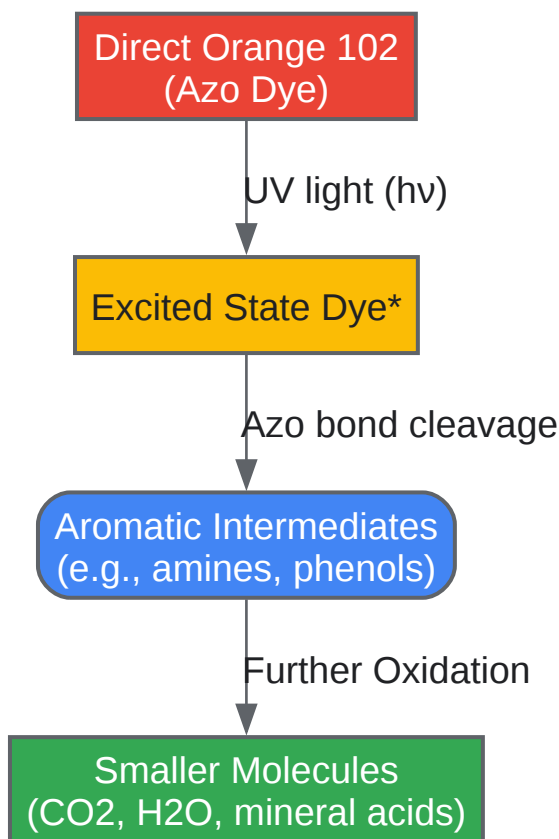 Direct Orange 102
(Azo Dye)
UV light (hν)
Excited State Dye*
Azo bond cleavage
Aromatic Intermediates
(e.g., amines, phenols)
Further Oxidation
Smaller Molecules
(CO2, H2O, mineral acids)